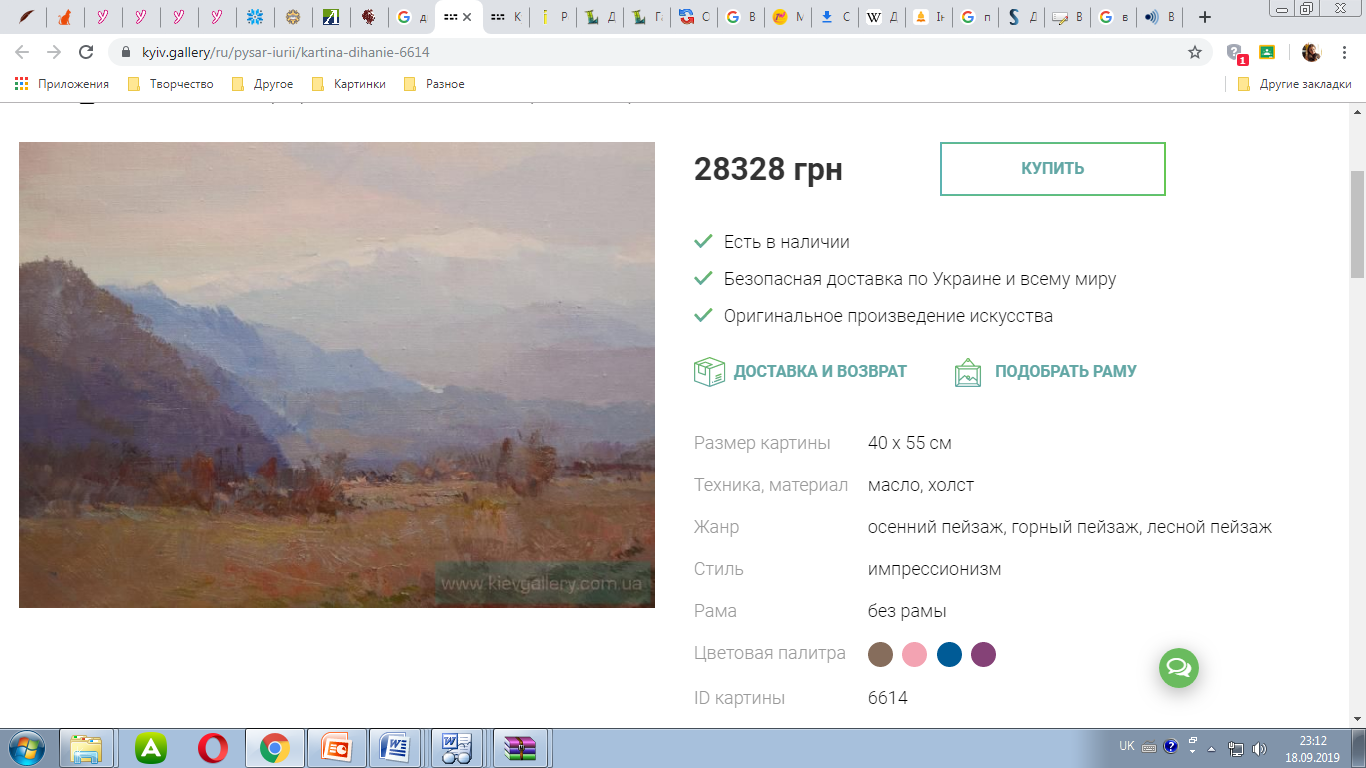 kyiv.gallery/ru/pysar-iurii/kartina-dihanie-6614
Приложения Творчество Другое Картинки Разное Другие закладки
28328 грн
КУПИТЬ
Есть в наличии
Безопасная доставка по Украине и всему миру
Оригинальное произведение искусства
ДОСТАВКА И ВОЗВРАТ ПОДОБРАТЬ РАМУ
Размер картины 40 x 55 см
Техника, материал масло, холст
Жанр осенний пейзаж, горный пейзаж, лесной пейзаж
Стиль импрессионизм
www.kievgallery.com.ua
Рама без рамы
Цветовая палитра
ID картины 6614
UK
23:12
18.09.2019